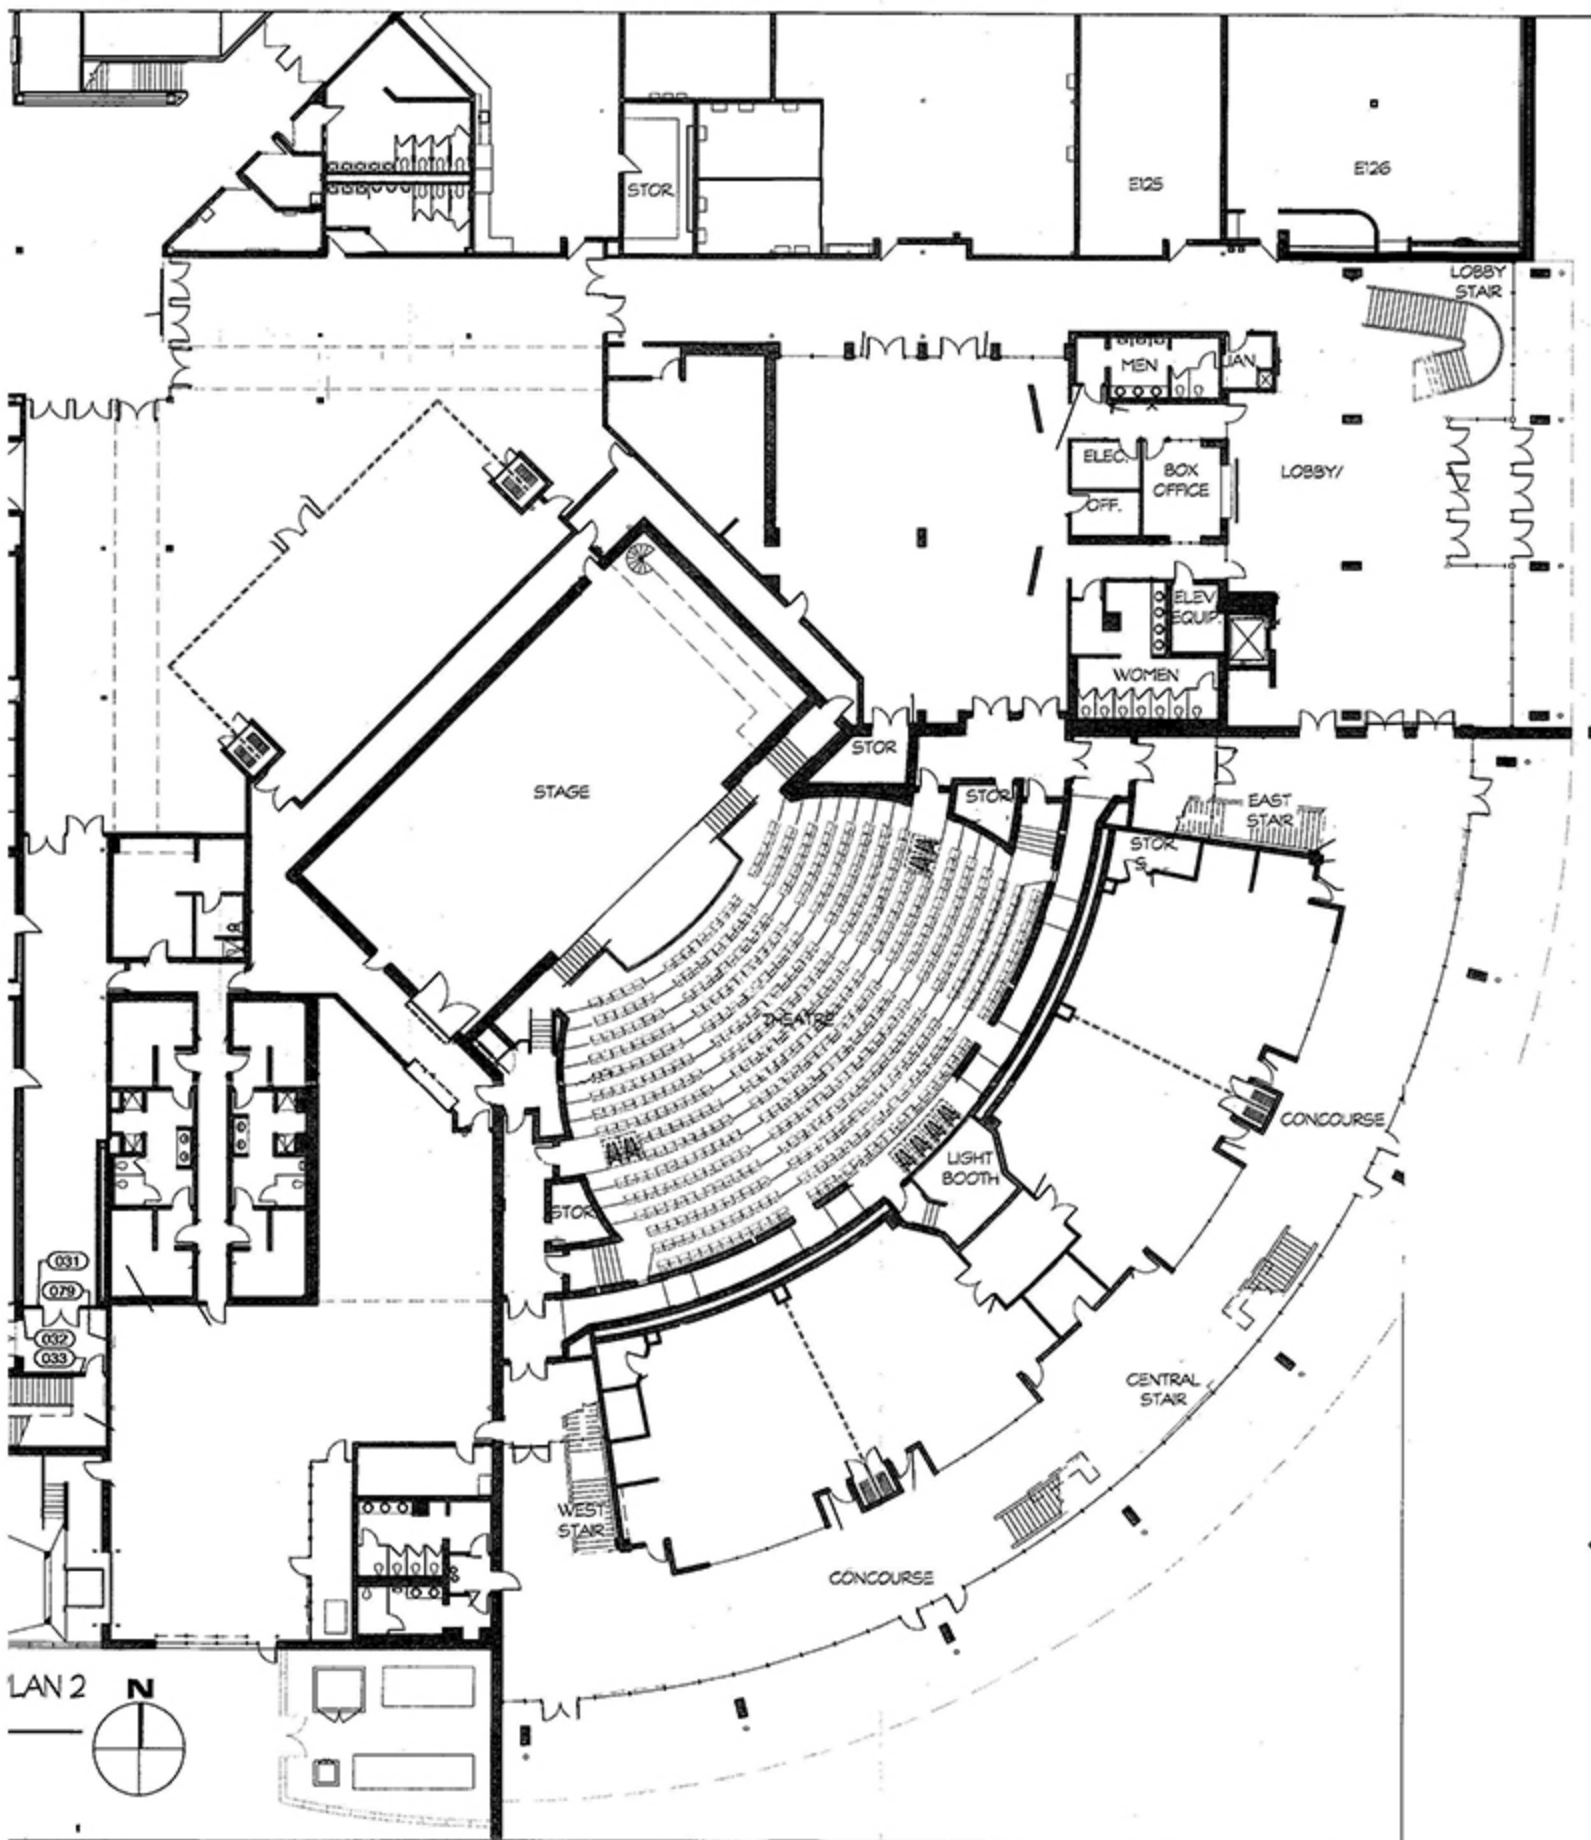 STOR
E125
E126
LOBBY
STAIR
MEN
JAN
ELEC.
BOX
OFFICE
OFF.
LOBBY/
ELEV
EQUIP.
WOMEN
STOR
STAGE
STOR
EAST
STAIR
STOR
S
THEATRE
CONCOURSE
LIGHT
BOOTH
STOR
031
079
032
033
CENTRAL
STAIR
WEST
STAIR
CONCOURSE
LAN 2
N